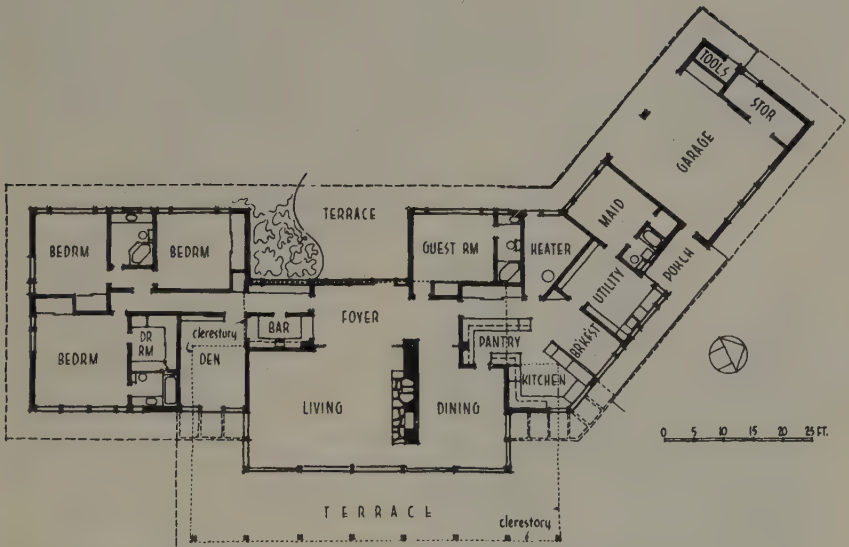 TOOLS
STOR
GARAGE
MAID
PORCH
TERRACE
BEDRM
BEDRM
GUEST RM
HEATER
UTILITY
clerestory
BAR
FOYER
PANTRY
BRKFST
BEDRM
DR
RM
DEN
KITCHEN
LIVING
DINING
0 5 10 15 20 25 FT.
TERRACE
clerestory